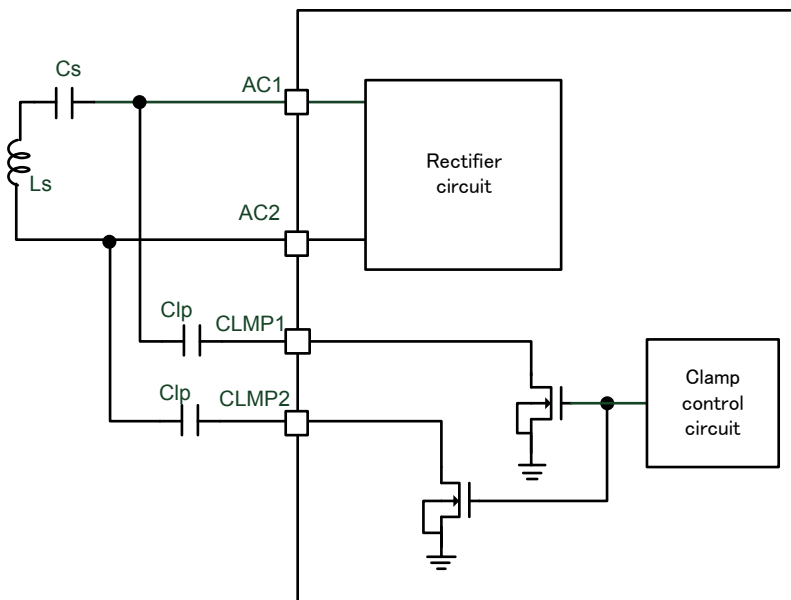 Cs
AC1
Rectifier
circuit
Ls
AC2
Clp
CLMP1
Clp
CLMP2
Clamp
control
circuit